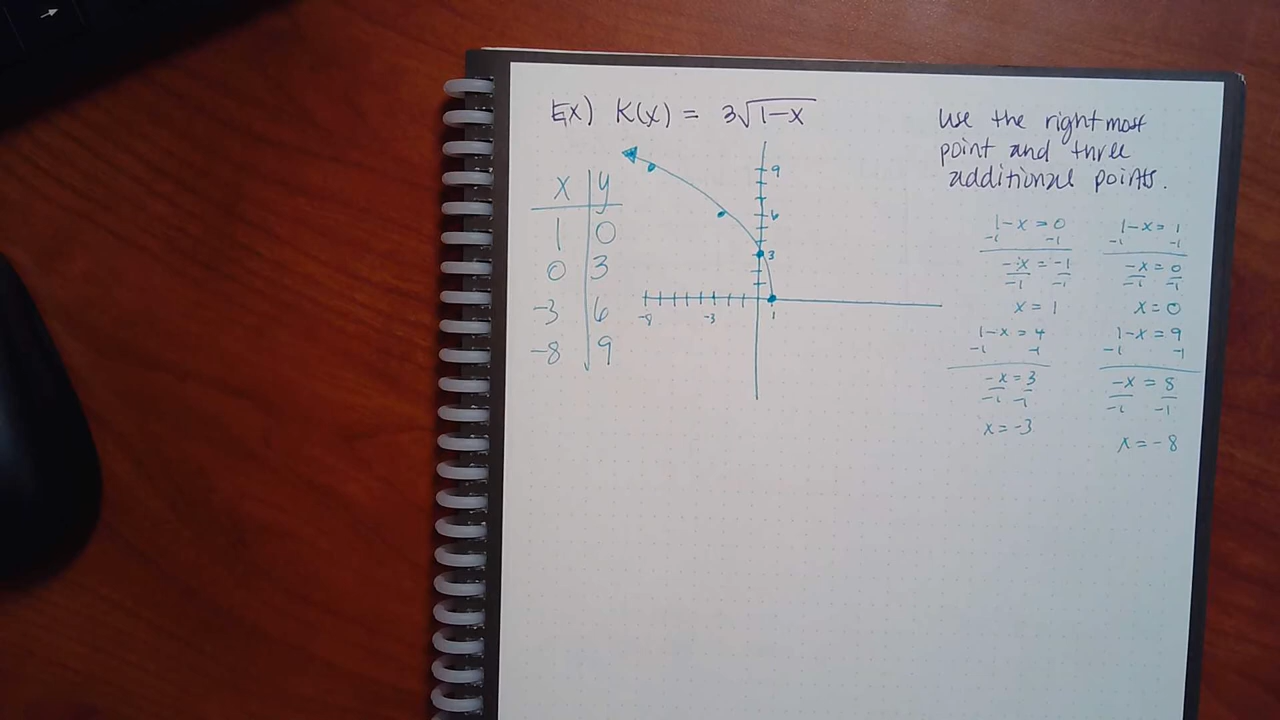 Ex) K(x) = 3√(1-x)
use the rightmost
point and three
additional points.
x | y
1 | 0
0 | 3
-3 | 6
-8 | 9
9
6
3
-8 -3 1
1-x = 0
-1 -1
-x = -1
-1 -1
x = 1
1-x = 1
-1 -1
-x = 0
-1 -1
x = 0
1-x = 4
-1 -1
-x = 3
-1 -1
x = -3
1-x = 9
-1 -1
-x = 8
-1 -1
x = -8